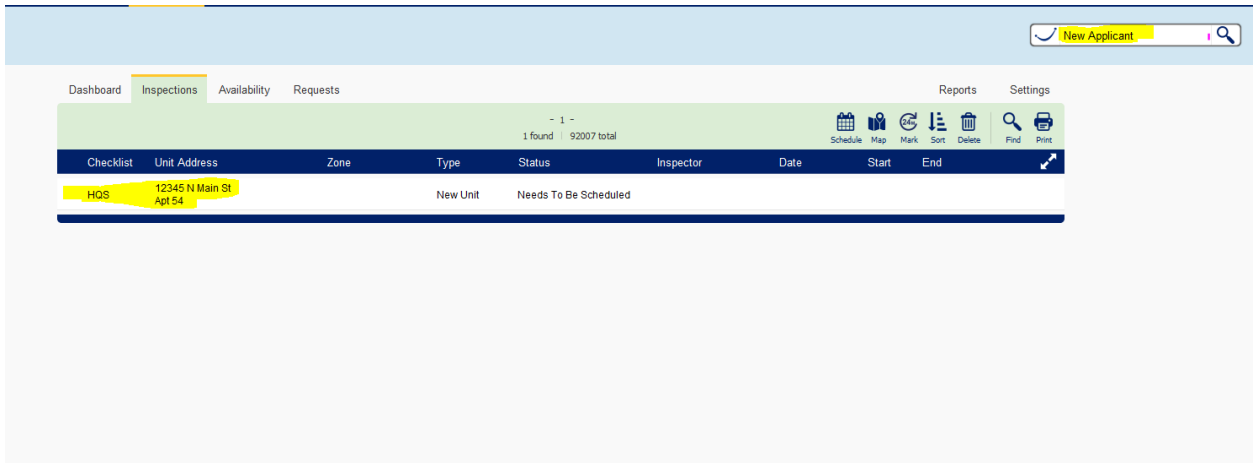 New Applicant
Dashboard Inspections Availability Requests Reports Settings
- 1 -
1 found | 92007 total
24hr
Schedule Map Mark Sort Delete Find Print
Checklist Unit Address Zone Type Status Inspector Date Start End
HQS 12345 N Main St New Unit Needs To Be Scheduled
Apt 54